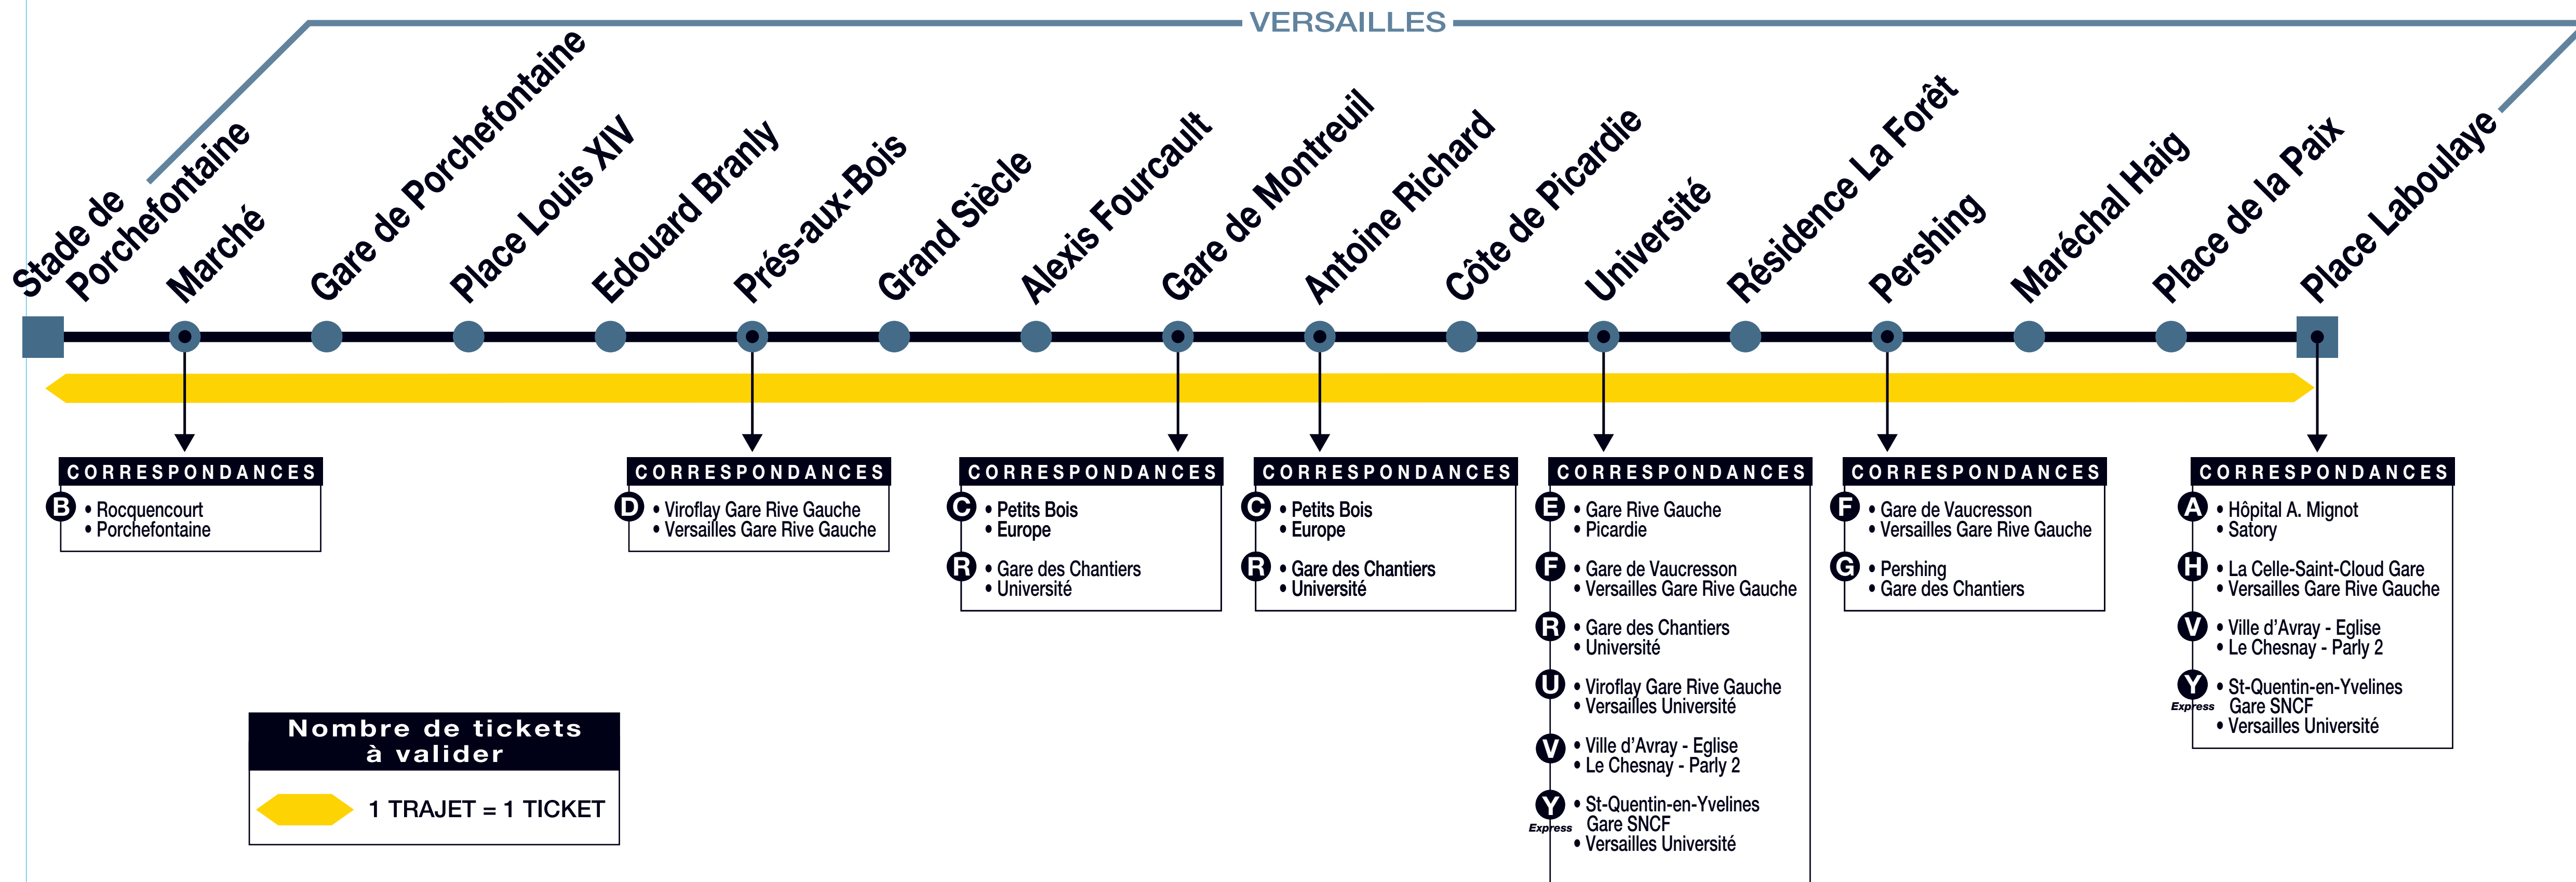 VERSAILLES
Stade de
Porchefontaine
Marché
Gare de Porchefontaine
Place Louis XIV
Edouard Branly
Prés-aux-Bois
Grand Siècle
Alexis Fourcault
Gare de Montreuil
Antoine Richard
Côte de Picardie
Université
Résidence La Forêt
Pershing
Maréchal Haig
Place de la Paix
Place Laboulaye
CORRESPONDANCES
B • Rocquencourt
• Porchefontaine
CORRESPONDANCES
D • Viroflay Gare Rive Gauche
• Versailles Gare Rive Gauche
CORRESPONDANCES
C • Petits Bois
• Europe
R • Gare des Chantiers
• Université
CORRESPONDANCES
C • Petits Bois
• Europe
R • Gare des Chantiers
• Université
CORRESPONDANCES
E • Gare Rive Gauche
• Picardie
F • Gare de Vaucresson
• Versailles Gare Rive Gauche
R • Gare des Chantiers
• Université
U • Viroflay Gare Rive Gauche
• Versailles Université
V • Ville d’Avray - Eglise
• Le Chesnay - Parly 2
Y • St-Quentin-en-Yvelines
Express Gare SNCF
• Versailles Université
CORRESPONDANCES
F • Gare de Vaucresson
• Versailles Gare Rive Gauche
G • Pershing
• Gare des Chantiers
CORRESPONDANCES
A • Hôpital A. Mignot
• Satory
H • La Celle-Saint-Cloud Gare
• Versailles Gare Rive Gauche
V • Ville d’Avray - Eglise
• Le Chesnay - Parly 2
Y • St-Quentin-en-Yvelines
Express Gare SNCF
• Versailles Université
Nombre de tickets
à valider
1 TRAJET = 1 TICKET